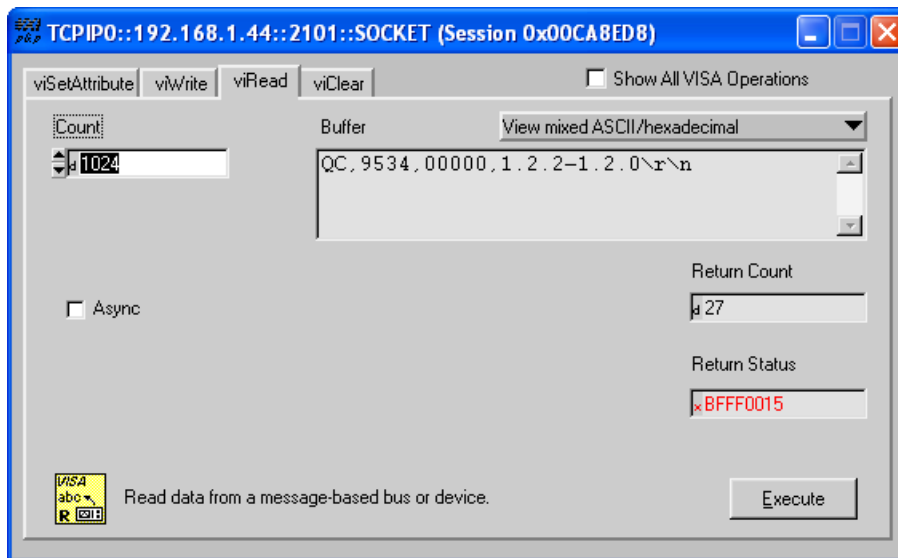 TCPIP0::192.168.1.44::2101::SOCKET (Session 0x00CA8ED8)
viSetAttribute viWrite viRead viClear Show All VISA Operations
Count Buffer View mixed ASCII/hexadecimal
d 1024 QC,9534,00000,1.2.2-1.2.0\r\n
Return Count
Async d 27
Return Status
x BFFF0015
VISA
abc
R
Read data from a message-based bus or device. Execute